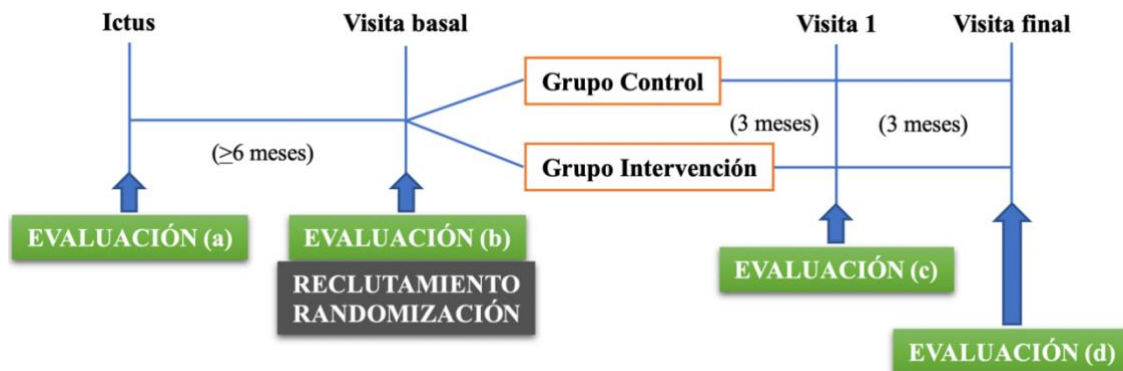 Ictus
Visita basal
Visita 1
Visita final
Grupo Control
(≥6 meses)
(3 meses)
(3 meses)
Grupo Intervención
EVALUACIÓN (a)
EVALUACIÓN (b)
RECLUTAMIENTO
RANDOMIZACIÓN
EVALUACIÓN (c)
EVALUACIÓN (d)